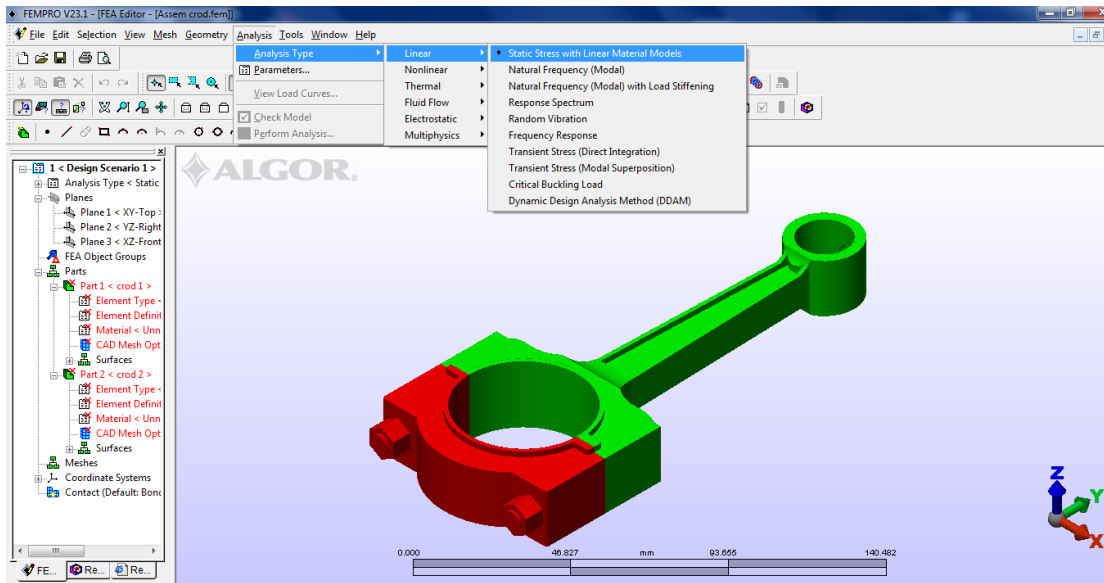 FEMPRO V23.1 - [FEA Editor - [Assem crod.fem]]
File Edit Selection View Mesh Geometry Analysis Tools Window Help
Analysis Type
Parameters...
View Load Curves...
Check Model
Perform Analysis...
Linear
Nonlinear
Thermal
Fluid Flow
Electrostatic
Multiphysics
Static Stress with Linear Material Models
Natural Frequency (Modal)
Natural Frequency (Modal) with Load Stiffening
Response Spectrum
Random Vibration
Frequency Response
Transient Stress (Direct Integration)
Transient Stress (Modal Superposition)
Critical Buckling Load
Dynamic Design Analysis Method (DDAM)
1 < Design Scenario 1 >
Analysis Type < Static
Planes
Plane 1 < XY-Top >
Plane 2 < YZ-Right
Plane 3 < XZ-Front
FEA Object Groups
Parts
Part 1 < crod 1 >
Element Type <
Element Definit
Material < Unn
CAD Mesh Opt
Surfaces
Part 2 < crod 2 >
Element Type <
Element Definit
Material < Unn
CAD Mesh Opt
Surfaces
Meshes
Coordinate Systems
Contact (Default: Bond
FE... Re... Re...
ALGOR.
Z
Y
X
0.000 46.827 mm 93.655 140.482